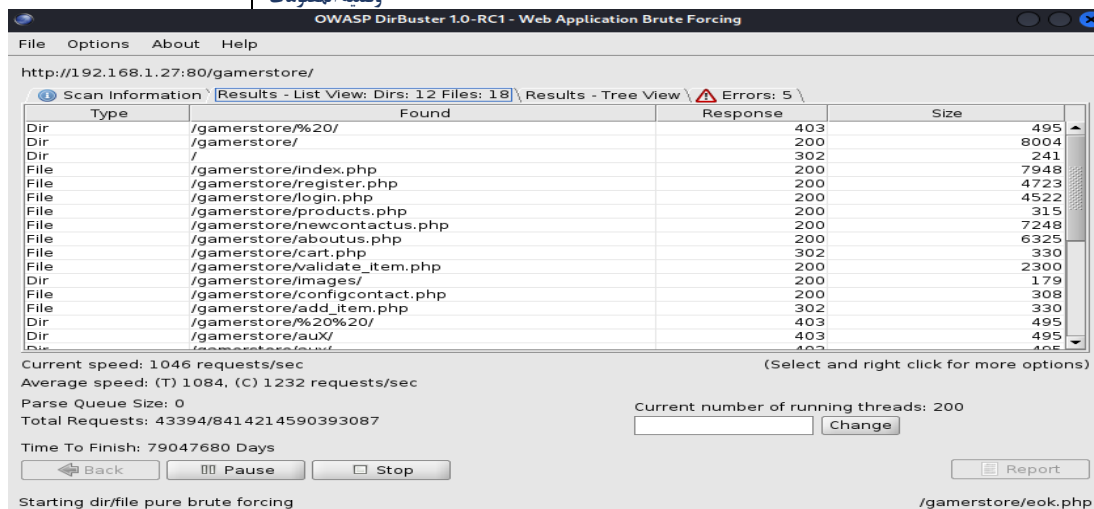 وتقنية المعلومات
OWASP DirBuster 1.0-RC1 - Web Application Brute Forcing
File Options About Help
http://192.168.1.27:80/gamerstore/
Scan Information Results - List View: Dirs: 12 Files: 18 Results - Tree View Errors: 5
Type Found Response Size
Dir /gamerstore/%20/ 403 495
Dir /gamerstore/ 200 8004
Dir / 302 241
File /gamerstore/index.php 200 7948
File /gamerstore/register.php 200 4723
File /gamerstore/login.php 200 4522
File /gamerstore/products.php 200 315
File /gamerstore/newcontactus.php 200 7248
File /gamerstore/aboutus.php 200 6325
File /gamerstore/cart.php 302 330
File /gamerstore/validate_item.php 200 2300
Dir /gamerstore/images/ 200 179
File /gamerstore/configcontact.php 200 308
File /gamerstore/add_item.php 302 330
Dir /gamerstore/%20%20/ 403 495
Dir /gamerstore/auX/ 403 495
Current speed: 1046 requests/sec (Select and right click for more options)
Average speed: (T) 1084, (C) 1232 requests/sec
Parse Queue Size: 0 Current number of running threads: 200
Total Requests: 43394/8414214590393087 Change
Time To Finish: 79047680 Days
Back Pause Stop Report
Starting dir/file pure brute forcing /gamerstore/eok.php